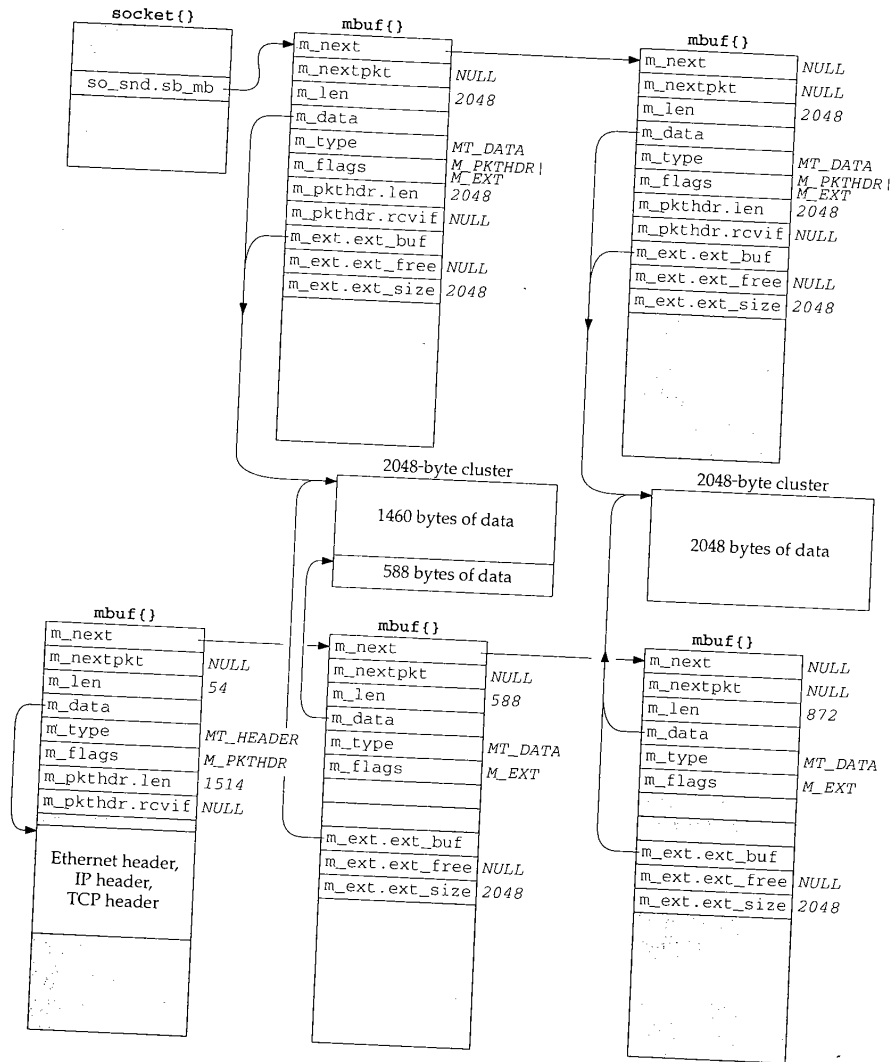 socket{}
so_snd.sb_mb
mbuf{}
m_next
m_nextpkt NULL
m_len 2048
m_data
m_type MT_DATA
m_flags M_PKTHDR|
M_EXT
m_pkthdr.len 2048
m_pkthdr.rcvif NULL
m_ext.ext_buf
m_ext.ext_free NULL
m_ext.ext_size 2048
mbuf{}
m_next NULL
m_nextpkt NULL
m_len 2048
m_data
m_type MT_DATA
m_flags M_PKTHDR|
M_EXT
m_pkthdr.len 2048
m_pkthdr.rcvif NULL
m_ext.ext_buf
m_ext.ext_free NULL
m_ext.ext_size 2048
2048-byte cluster
1460 bytes of data
588 bytes of data
2048-byte cluster
2048 bytes of data
mbuf{}
m_next
m_nextpkt NULL
m_len 54
m_data
m_type MT_HEADER
m_flags M_PKTHDR
m_pkthdr.len 1514
m_pkthdr.rcvif NULL
Ethernet header,
IP header,
TCP header
mbuf{}
m_next
m_nextpkt NULL
m_len 588
m_data
m_type MT_DATA
m_flags M_EXT
m_ext.ext_buf
m_ext.ext_free NULL
m_ext.ext_size 2048
mbuf{}
m_next NULL
m_nextpkt NULL
m_len 872
m_data
m_type MT_DATA
m_flags M_EXT
m_ext.ext_buf
m_ext.ext_free NULL
m_ext.ext_size 2048